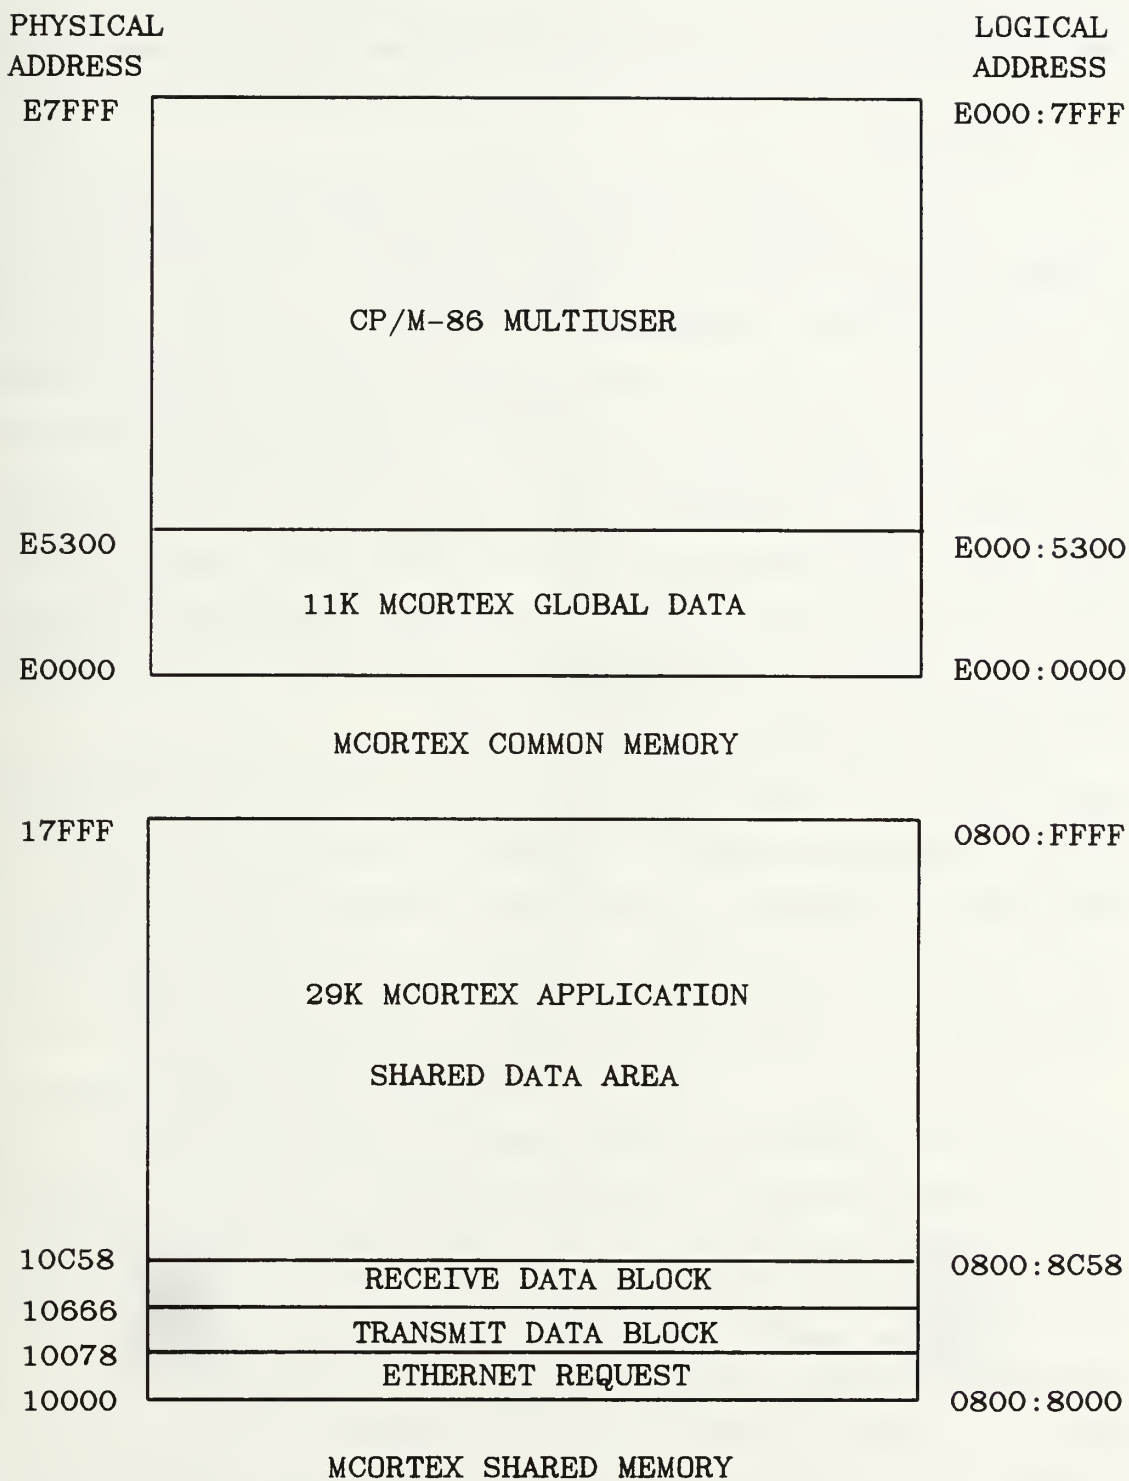 PHYSICAL ADDRESS
LOGICAL ADDRESS
E7FFF
E000:7FFF
CP/M-86 MULTIUSER
E5300
E000:5300
11K MCORTEX GLOBAL DATA
E0000
E000:0000
MCORTEX COMMON MEMORY
17FFF
0800:FFFF
29K MCORTEX APPLICATION
SHARED DATA AREA
10C58
0800:8C58
RECEIVE DATA BLOCK
10666
TRANSMIT DATA BLOCK
10078
ETHERNET REQUEST
10000
0800:8000
MCORTEX SHARED MEMORY